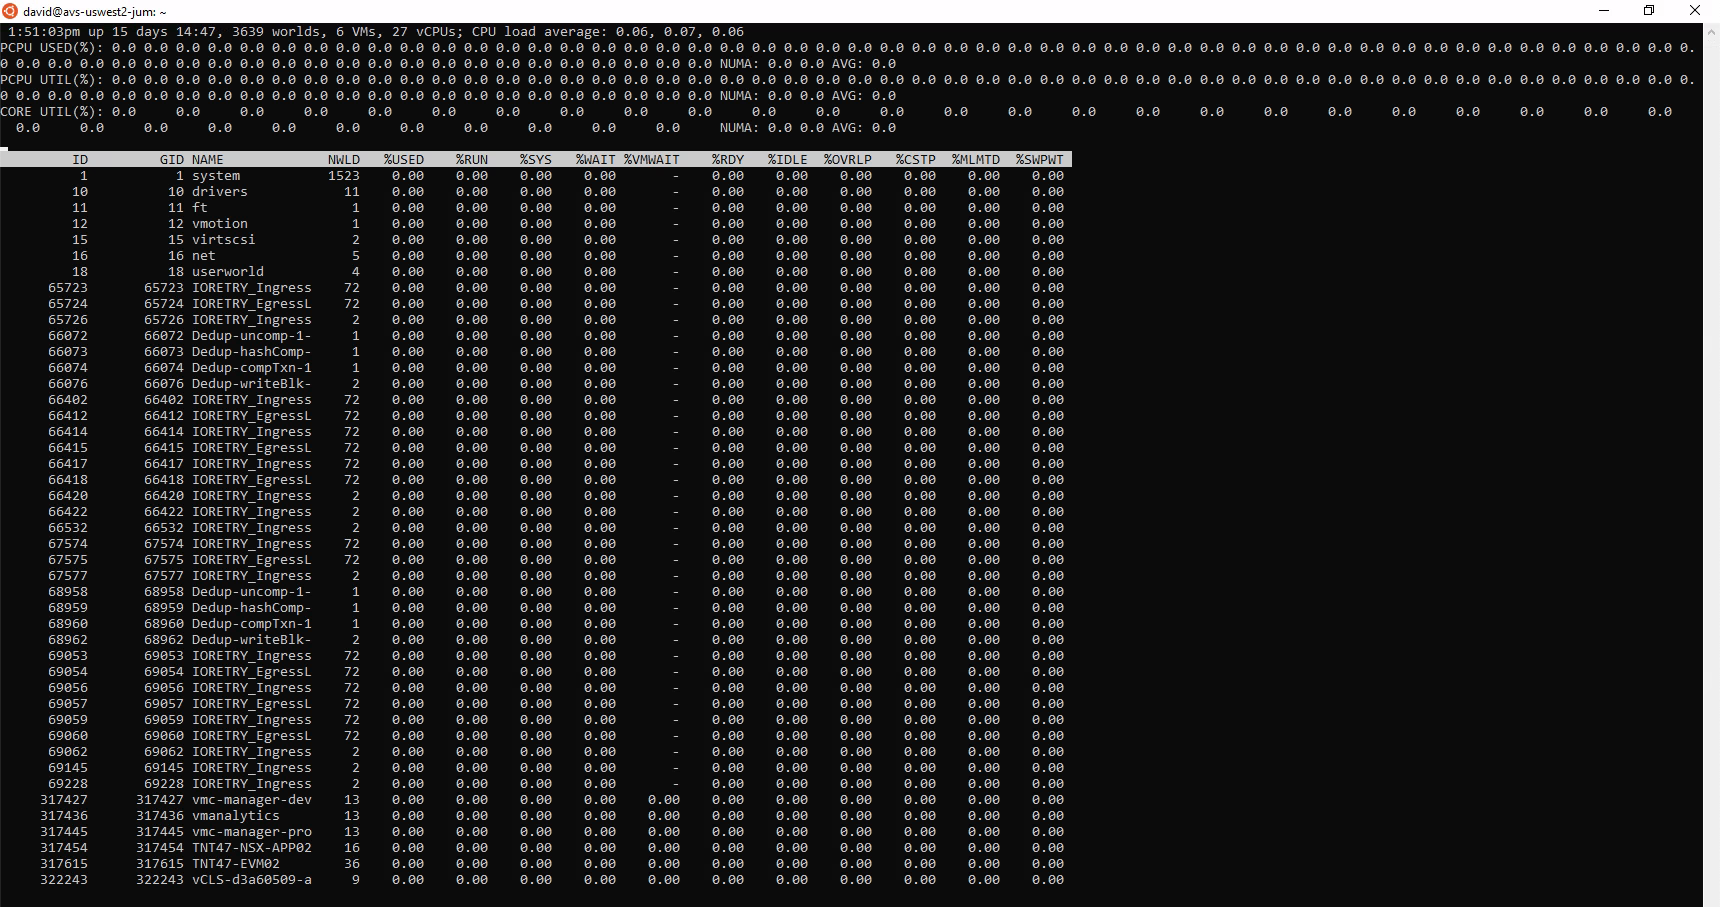 david@avs-uswest2-jum: ~
1:51:03pm up 15 days 14:47, 3639 worlds, 6 VMs, 27 vCPUs; CPU load average: 0.06, 0.07, 0.06
PCPU USED(%): 0.0 0.0 0.0 0.0 0.0 0.0 0.0 0.0 0.0 0.0 0.0 0.0 0.0 0.0 0.0 0.0 0.0 0.0 0.0 0.0 0.0 0.0 0.0 0.0 0.0 0.0 0.0 0.0 0.0 0.0 0.0 0.0 0.0 0.0 0.0 0.0 0.0 0.0 0.0 0.0 0.0 0.0 0.0 0.0 0.0 0.0 0.0 0.0 0.0 0.
0 0.0 0.0 0.0 0.0 0.0 0.0 0.0 0.0 0.0 0.0 0.0 0.0 0.0 0.0 0.0 0.0 0.0 0.0 0.0 0.0 0.0 0.0 NUMA: 0.0 0.0 AVG: 0.0
PCPU UTIL(%): 0.0 0.0 0.0 0.0 0.0 0.0 0.0 0.0 0.0 0.0 0.0 0.0 0.0 0.0 0.0 0.0 0.0 0.0 0.0 0.0 0.0 0.0 0.0 0.0 0.0 0.0 0.0 0.0 0.0 0.0 0.0 0.0 0.0 0.0 0.0 0.0 0.0 0.0 0.0 0.0 0.0 0.0 0.0 0.0 0.0 0.0 0.0 0.0 0.0 0.
0 0.0 0.0 0.0 0.0 0.0 0.0 0.0 0.0 0.0 0.0 0.0 0.0 0.0 0.0 0.0 0.0 0.0 0.0 0.0 0.0 0.0 0.0 NUMA: 0.0 0.0 AVG: 0.0
CORE UTIL(%): 0.0 0.0 0.0 0.0 0.0 0.0 0.0 0.0 0.0 0.0 0.0 0.0 0.0 0.0 0.0 0.0 0.0 0.0 0.0 0.0 0.0 0.0 0.0 0.0 0.0
0.0 0.0 0.0 0.0 0.0 0.0 0.0 0.0 0.0 0.0 0.0 NUMA: 0.0 0.0 AVG: 0.0
ID GID NAME NWLD %USED %RUN %SYS %WAIT %VMWAIT %RDY %IDLE %OVRLP %CSTP %MLMTD %SWPWT
1 1 system 1523 0.00 0.00 0.00 0.00 - 0.00 0.00 0.00 0.00 0.00 0.00
10 10 drivers 11 0.00 0.00 0.00 0.00 - 0.00 0.00 0.00 0.00 0.00 0.00
11 11 ft 1 0.00 0.00 0.00 0.00 - 0.00 0.00 0.00 0.00 0.00 0.00
12 12 vmotion 1 0.00 0.00 0.00 0.00 - 0.00 0.00 0.00 0.00 0.00 0.00
15 15 virtscsi 2 0.00 0.00 0.00 0.00 - 0.00 0.00 0.00 0.00 0.00 0.00
16 16 net 5 0.00 0.00 0.00 0.00 - 0.00 0.00 0.00 0.00 0.00 0.00
18 18 userworld 4 0.00 0.00 0.00 0.00 - 0.00 0.00 0.00 0.00 0.00 0.00
65723 65723 IORETRY_Ingress 72 0.00 0.00 0.00 0.00 - 0.00 0.00 0.00 0.00 0.00 0.00
65724 65724 IORETRY_EgressL 72 0.00 0.00 0.00 0.00 - 0.00 0.00 0.00 0.00 0.00 0.00
65726 65726 IORETRY_Ingress 2 0.00 0.00 0.00 0.00 - 0.00 0.00 0.00 0.00 0.00 0.00
66072 66072 Dedup-uncomp-1- 1 0.00 0.00 0.00 0.00 - 0.00 0.00 0.00 0.00 0.00 0.00
66073 66073 Dedup-hashComp- 1 0.00 0.00 0.00 0.00 - 0.00 0.00 0.00 0.00 0.00 0.00
66074 66074 Dedup-compTxn-1 1 0.00 0.00 0.00 0.00 - 0.00 0.00 0.00 0.00 0.00 0.00
66076 66076 Dedup-writeBlk- 2 0.00 0.00 0.00 0.00 - 0.00 0.00 0.00 0.00 0.00 0.00
66402 66402 IORETRY_Ingress 72 0.00 0.00 0.00 0.00 - 0.00 0.00 0.00 0.00 0.00 0.00
66412 66412 IORETRY_EgressL 72 0.00 0.00 0.00 0.00 - 0.00 0.00 0.00 0.00 0.00 0.00
66414 66414 IORETRY_Ingress 72 0.00 0.00 0.00 0.00 - 0.00 0.00 0.00 0.00 0.00 0.00
66415 66415 IORETRY_EgressL 72 0.00 0.00 0.00 0.00 - 0.00 0.00 0.00 0.00 0.00 0.00
66417 66417 IORETRY_Ingress 72 0.00 0.00 0.00 0.00 - 0.00 0.00 0.00 0.00 0.00 0.00
66418 66418 IORETRY_EgressL 72 0.00 0.00 0.00 0.00 - 0.00 0.00 0.00 0.00 0.00 0.00
66420 66420 IORETRY_Ingress 2 0.00 0.00 0.00 0.00 - 0.00 0.00 0.00 0.00 0.00 0.00
66422 66422 IORETRY_Ingress 2 0.00 0.00 0.00 0.00 - 0.00 0.00 0.00 0.00 0.00 0.00
66532 66532 IORETRY_Ingress 2 0.00 0.00 0.00 0.00 - 0.00 0.00 0.00 0.00 0.00 0.00
67574 67574 IORETRY_Ingress 72 0.00 0.00 0.00 0.00 - 0.00 0.00 0.00 0.00 0.00 0.00
67575 67575 IORETRY_EgressL 72 0.00 0.00 0.00 0.00 - 0.00 0.00 0.00 0.00 0.00 0.00
67577 67577 IORETRY_Ingress 2 0.00 0.00 0.00 0.00 - 0.00 0.00 0.00 0.00 0.00 0.00
68958 68958 Dedup-uncomp-1- 1 0.00 0.00 0.00 0.00 - 0.00 0.00 0.00 0.00 0.00 0.00
68959 68959 Dedup-hashComp- 1 0.00 0.00 0.00 0.00 - 0.00 0.00 0.00 0.00 0.00 0.00
68960 68960 Dedup-compTxn-1 1 0.00 0.00 0.00 0.00 - 0.00 0.00 0.00 0.00 0.00 0.00
68962 68962 Dedup-writeBlk- 2 0.00 0.00 0.00 0.00 - 0.00 0.00 0.00 0.00 0.00 0.00
69053 69053 IORETRY_Ingress 72 0.00 0.00 0.00 0.00 - 0.00 0.00 0.00 0.00 0.00 0.00
69054 69054 IORETRY_EgressL 72 0.00 0.00 0.00 0.00 - 0.00 0.00 0.00 0.00 0.00 0.00
69056 69056 IORETRY_Ingress 72 0.00 0.00 0.00 0.00 - 0.00 0.00 0.00 0.00 0.00 0.00
69057 69057 IORETRY_EgressL 72 0.00 0.00 0.00 0.00 - 0.00 0.00 0.00 0.00 0.00 0.00
69059 69059 IORETRY_Ingress 72 0.00 0.00 0.00 0.00 - 0.00 0.00 0.00 0.00 0.00 0.00
69060 69060 IORETRY_EgressL 72 0.00 0.00 0.00 0.00 - 0.00 0.00 0.00 0.00 0.00 0.00
69062 69062 IORETRY_Ingress 2 0.00 0.00 0.00 0.00 - 0.00 0.00 0.00 0.00 0.00 0.00
69145 69145 IORETRY_Ingress 2 0.00 0.00 0.00 0.00 - 0.00 0.00 0.00 0.00 0.00 0.00
69228 69228 IORETRY_Ingress 2 0.00 0.00 0.00 0.00 - 0.00 0.00 0.00 0.00 0.00 0.00
317427 317427 vmc-manager-dev 13 0.00 0.00 0.00 0.00 0.00 0.00 0.00 0.00 0.00 0.00 0.00
317436 317436 vmanalytics 13 0.00 0.00 0.00 0.00 0.00 0.00 0.00 0.00 0.00 0.00 0.00
317445 317445 vmc-manager-pro 13 0.00 0.00 0.00 0.00 0.00 0.00 0.00 0.00 0.00 0.00 0.00
317454 317454 TNT47-NSX-APP02 16 0.00 0.00 0.00 0.00 0.00 0.00 0.00 0.00 0.00 0.00 0.00
317615 317615 TNT47-EVM02 36 0.00 0.00 0.00 0.00 0.00 0.00 0.00 0.00 0.00 0.00 0.00
322243 322243 vCLS-d3a60509-a 9 0.00 0.00 0.00 0.00 0.00 0.00 0.00 0.00 0.00 0.00 0.00